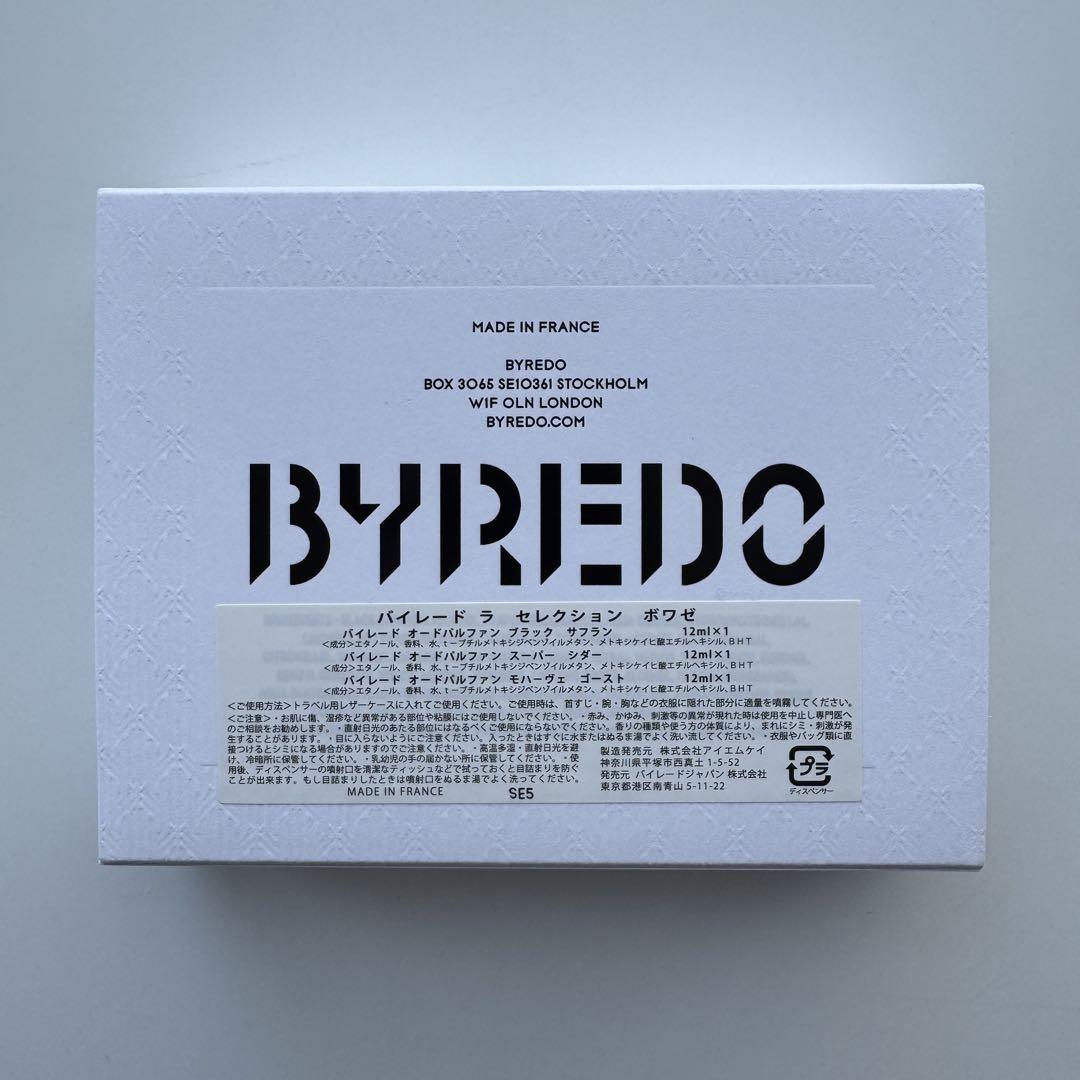 MADE IN FRANCE
BYREDO
BOX 3065 SE10361 STOCKHOLM
W1F OLN LONDON
BYREDO.COM
BYREDO
バイレード ラ セレクション ボワゼ
バイレード オードパルファン ブラック サフラン 12ml×1
<成分>エタノール、香料、水、t－ブチルメトキシジベンゾイルメタン、メトキシケイヒ酸エチルヘキシル、BHT
バイレード オードパルファン スーパー シダー 12ml×1
<成分>エタノール、香料、水、t－ブチルメトキシジベンゾイルメタン、メトキシケイヒ酸エチルヘキシル、BHT
バイレード オードパルファン モハーヴェ ゴースト 12ml×1
<成分>エタノール、香料、水、t－ブチルメトキシジベンゾイルメタン、メトキシケイヒ酸エチルヘキシル、BHT
<ご使用方法>トラベル用レザーケースに入れてご使用ください。ご使用時は、首すじ・腕・胸などの衣服に隠れた部分に適量を噴霧してください。
<ご注意>・お肌に傷、湿疹など異常がある部位や粘膜にはご使用しないでください。・赤み、かゆみ、刺激等の異常が現れた時は使用を中止し専門医へ
のご相談をお勧めします。・直射日光のあたる部位にはなるべくご使用にならないでください。香りの種類や使う方の体質により、まれにシミ・刺激が発
生することがあります。・目に入らないようにご注意ください。入ったときはすぐに水またはぬるま湯でよく洗い流してください。・衣服やバッグ類に直
接つけるとシミになる場合がありますのでご注意ください。・高温多湿・直射日光を避
け、冷暗所に保管してください。・乳幼児の手の届かない所に保管してください。・使
用後、ディスペンサーの噴射口を清潔なティッシュなどで拭っておくと目詰まりを防ぐ
ことが出来ます。もし目詰まりしたときは噴射口をぬるま湯でよく洗ってください。
MADE IN FRANCE SE5
製造発売元 株式会社アイエムケイ
神奈川県平塚市西真土 1-5-52
発売元 バイレードジャパン 株式会社
東京都港区南青山 5-11-22
プラ
ディスペンサー